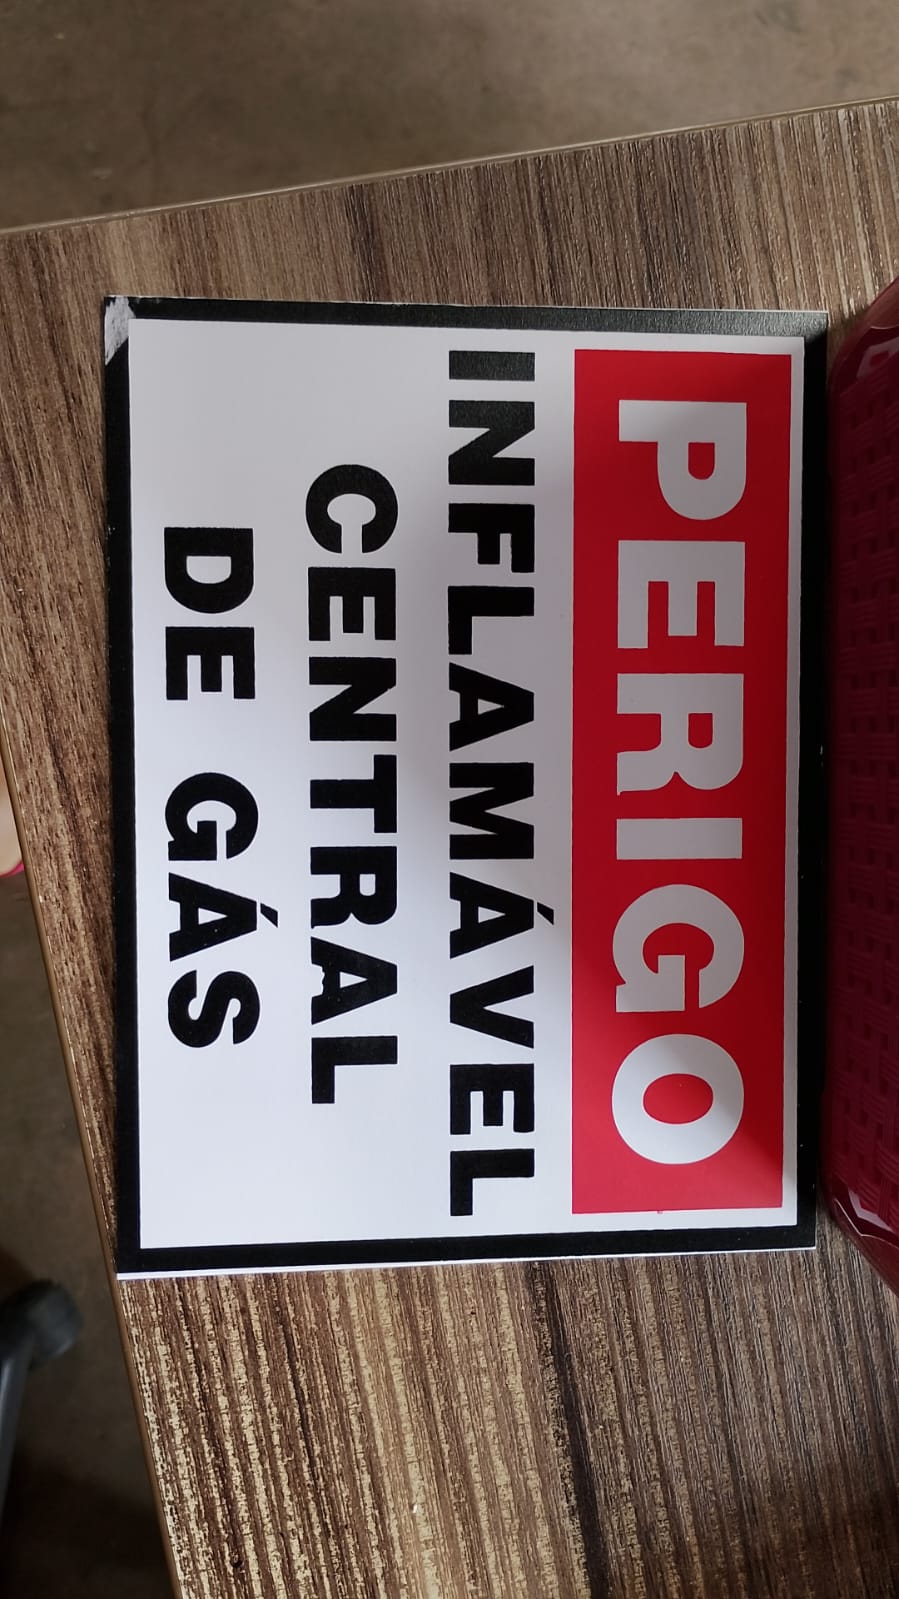 PERIGO
INFLAMÁVEL
CENTRAL
DE GÁS